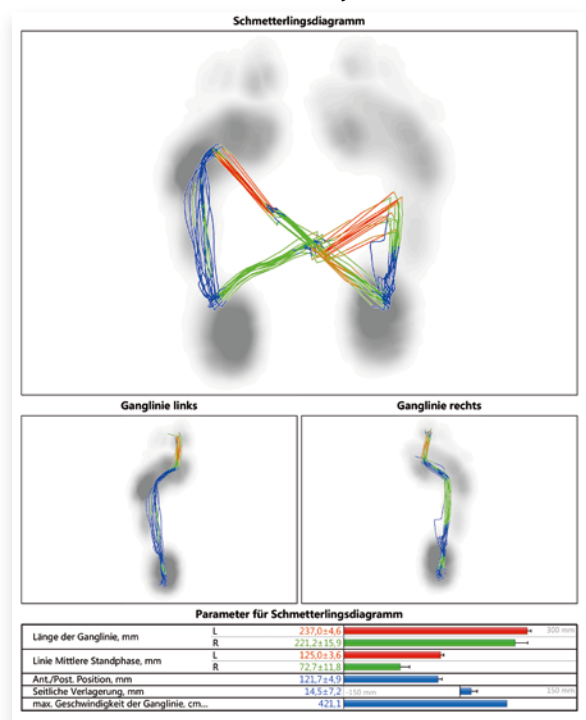 Schmetterlingsdiagramm
Ganglinie links Ganglinie rechts
Parameter für Schmetterlingsdiagramm
Länge der Ganglinie, mm L 237,0±4,6 300 mm
R 221,2±15,9
Linie Mittlere Standphase, mm L 125,0±3,6
R 72,7±11,8
Ant./Post. Position, mm 121,7±4,9
Seitliche Verlagerung, mm 14,5±7,2 -150 mm 150 mm
max. Geschwindigkeit der Ganglinie, cm... 421,1